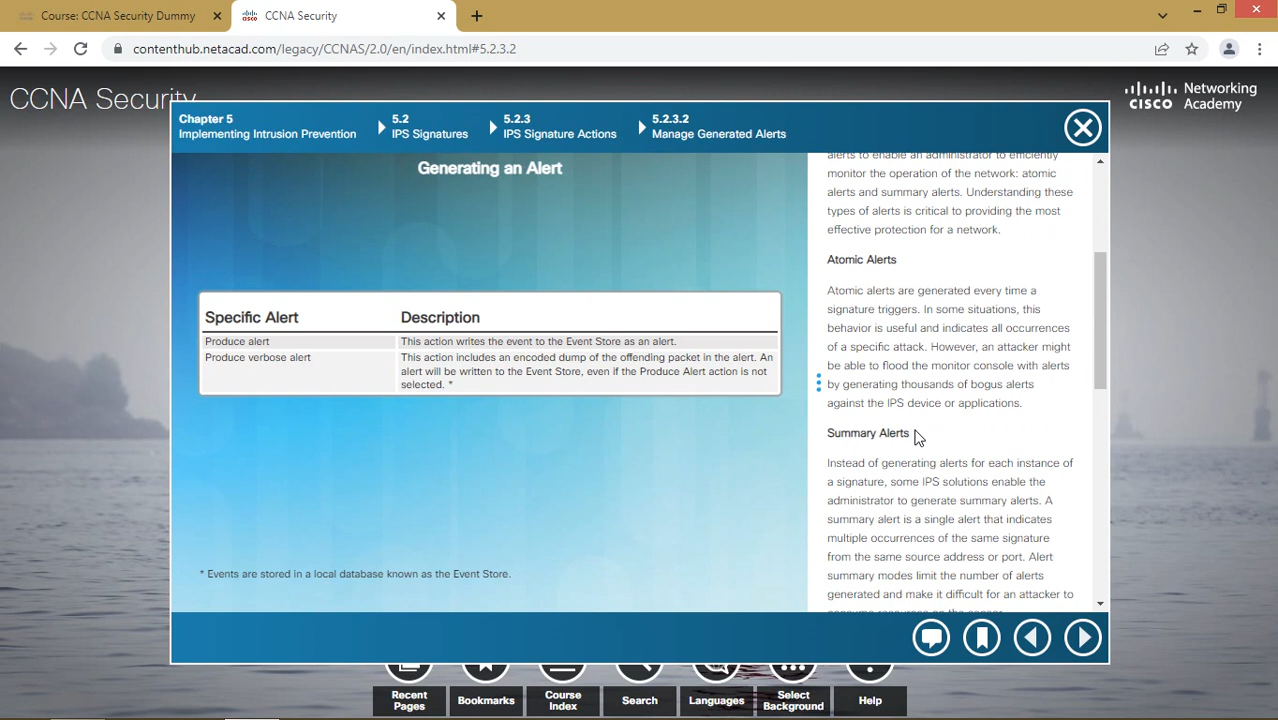 Course: CCNA Security Dummy
CCNA Security
contenthub.netacad.com/legacy/CCNAS/2.0/en/index.html#5.2.3.2
CCNA Security
Networking
CISCO Academy
Chapter 5
Implementing Intrusion Prevention
5.2
IPS Signatures
5.2.3
IPS Signature Actions
5.2.3.2
Manage Generated Alerts
Generating an Alert
Specific Alert Description
Produce alert This action writes the event to the Event Store as an alert.
Produce verbose alert This action includes an encoded dump of the offending packet in the alert. An
alert will be written to the Event Store, even if the Produce Alert action is not
selected. *
* Events are stored in a local database known as the Event Store.
alerts to enable an administrator to efficiently
monitor the operation of the network: atomic
alerts and summary alerts. Understanding these
types of alerts is critical to providing the most
effective protection for a network.
Atomic Alerts
Atomic alerts are generated every time a
signature triggers. In some situations, this
behavior is useful and indicates all occurrences
of a specific attack. However, an attacker might
be able to flood the monitor console with alerts
by generating thousands of bogus alerts
against the IPS device or applications.
Summary Alerts
Instead of generating alerts for each instance of
a signature, some IPS solutions enable the
administrator to generate summary alerts. A
summary alert is a single alert that indicates
multiple occurrences of the same signature
from the same source address or port. Alert
summary modes limit the number of alerts
generated and make it difficult for an attacker to
consume resources on the sensor.
Recent
Pages
Bookmarks
Course
Index
Search
Languages
Select
Background
Help